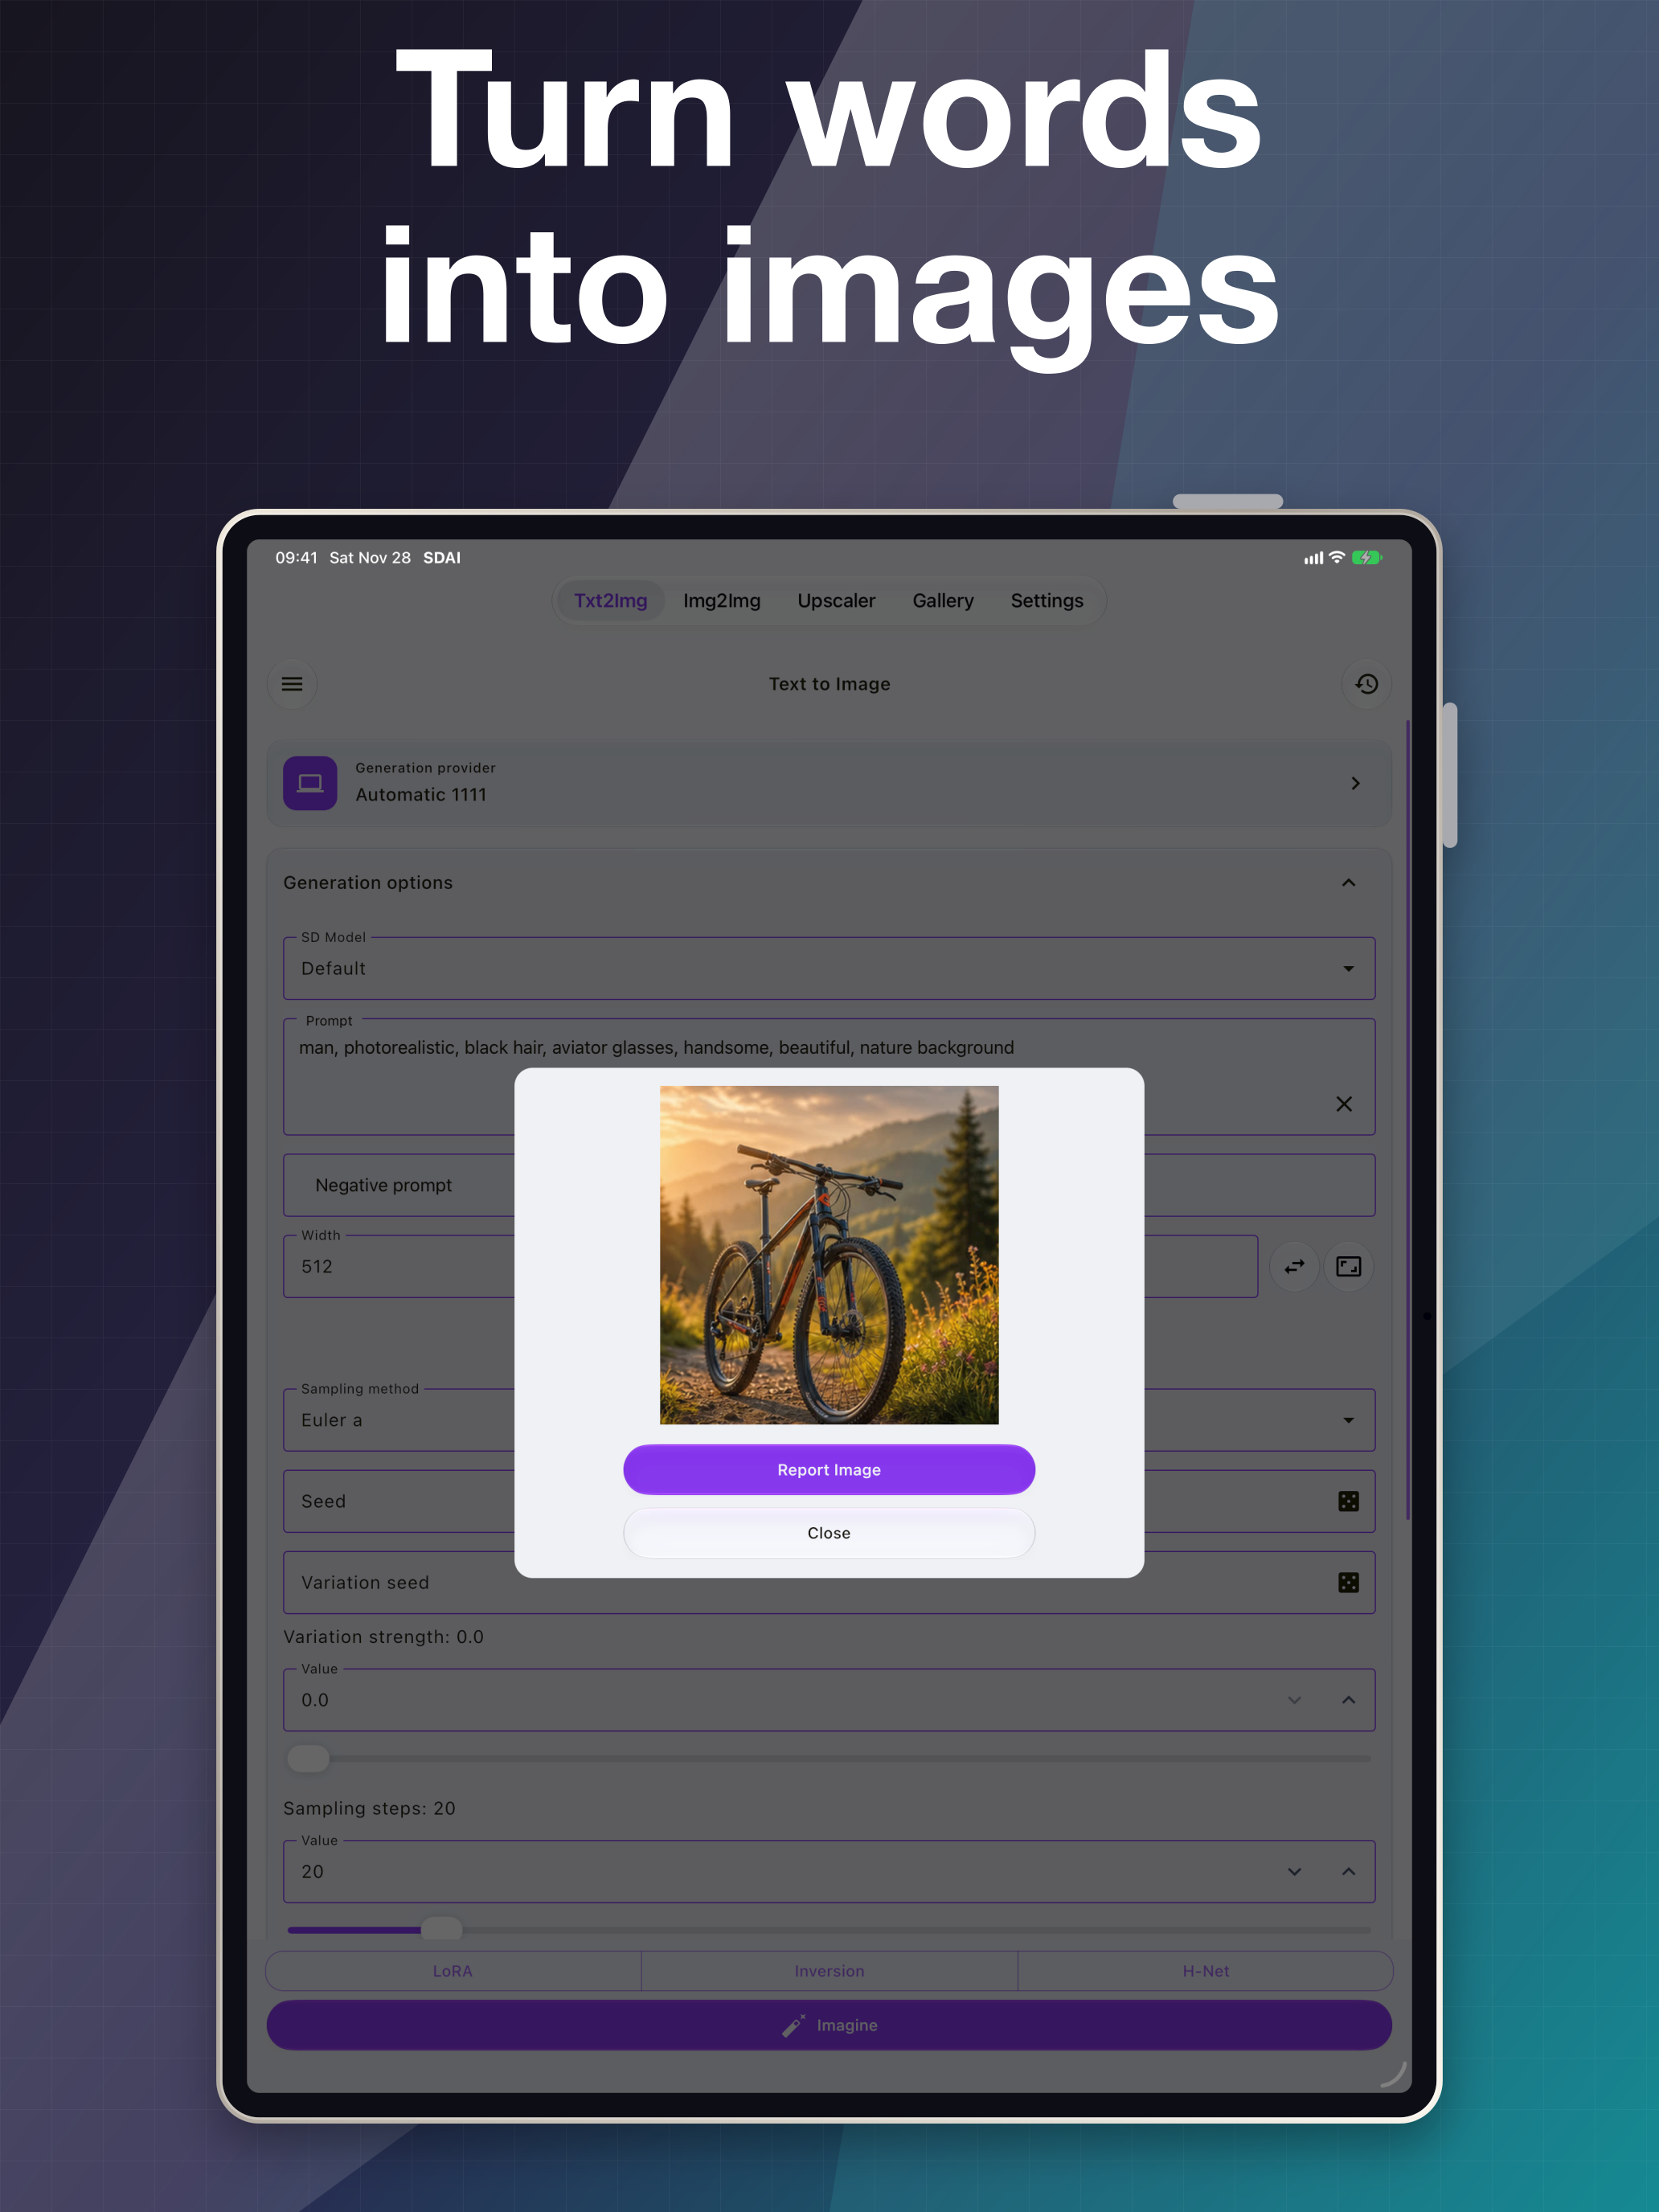 Turn words
into images
09:41 Sat Nov 28 SDAI
Txt2Img Img2Img Upscaler Gallery Settings
Text to Image
Generation provider
Automatic 1111
Generation options
SD Model
Default
Prompt
man, photorealistic, black hair, aviator glasses, handsome, beautiful, nature background
Negative prompt
Width
512
Sampling method
Euler a
Report Image
Seed
Close
Variation seed
Variation strength: 0.0
Value
0.0
Sampling steps: 20
Value
20
LoRA Inversion H-Net
Imagine